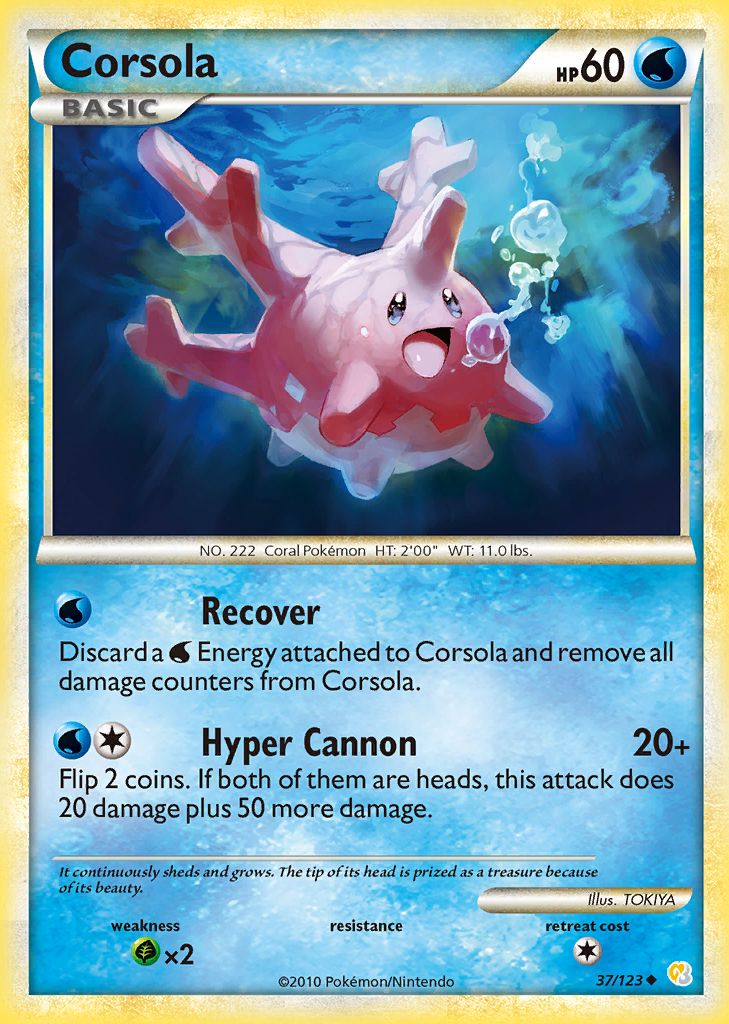 Corsola
HP60
BASIC
NO. 222 Coral Pokémon HT: 2'00" WT: 11.0 lbs.
Recover
Discard a Energy attached to Corsola and remove all
damage counters from Corsola.
Hyper Cannon 20+
Flip 2 coins. If both of them are heads, this attack does
20 damage plus 50 more damage.
It continuously sheds and grows. The tip of its head is prized as a treasure because
of its beauty.
Illus. TOKIYA
weakness resistance retreat cost
×2
©2010 Pokémon/Nintendo
37/123